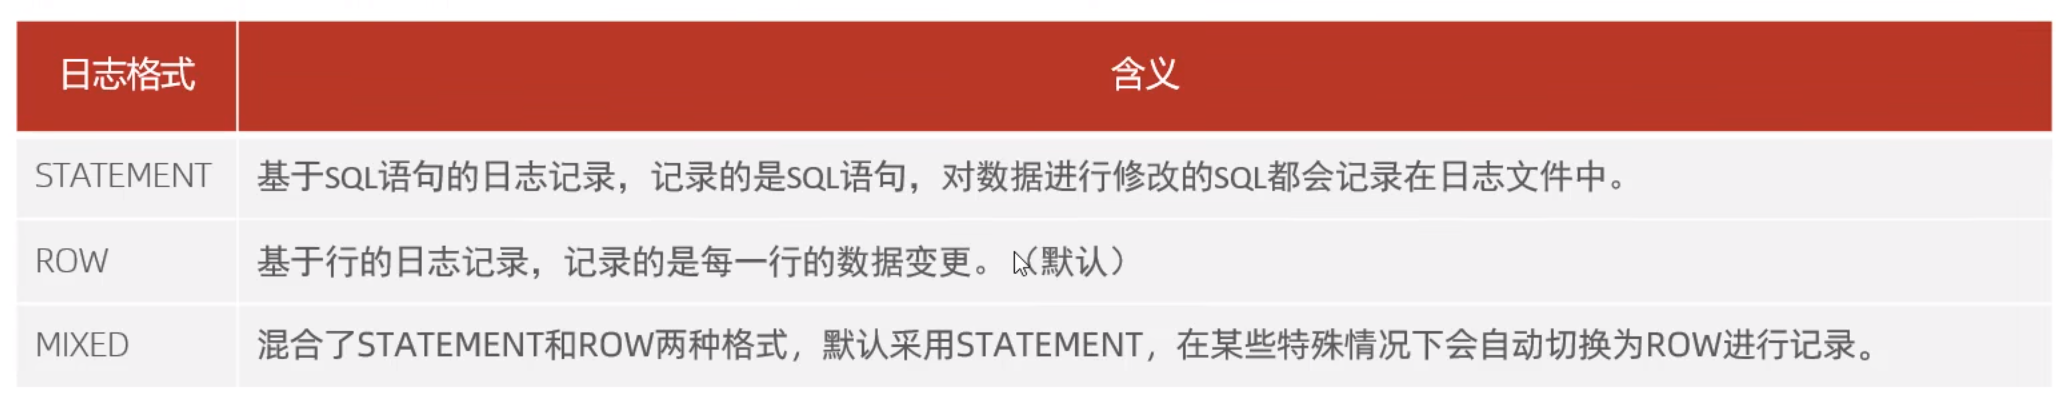 日志格式 含义
STATEMENT 基于SQL语句的日志记录，记录的是SQL语句，对数据进行修改的SQL都会记录在日志文件中。
ROW 基于行的日志记录，记录的是每一行的数据变更。（默认）
MIXED 混合了STATEMENT和ROW两种格式，默认采用STATEMENT，在某些特殊情况下会自动切换为ROW进行记录。